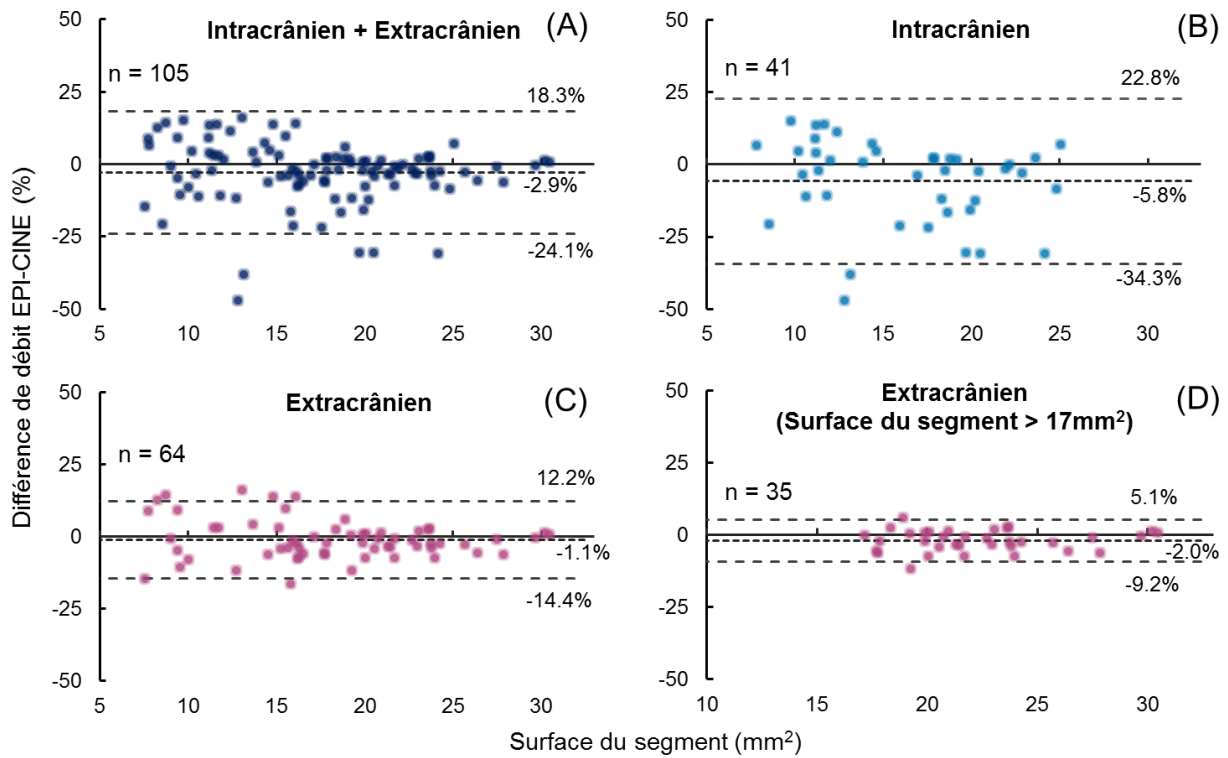 Différence de débit EPI-CINE (%)
Intracrânien + Extracrânien
(A)
n = 105
50
25
0
-25
-50
18.3%
-2.9%
-24.1%
5 10 15 20 25 30
Intracrânien
(B)
n = 41
50
25
0
-25
-50
22.8%
-5.8%
-34.3%
5 10 15 20 25 30
Extracrânien
(C)
n = 64
50
25
0
-25
-50
12.2%
-1.1%
-14.4%
5 10 15 20 25 30
Extracrânien
(Surface du segment > 17mm²)
(D)
n = 35
50
25
0
-25
-50
5.1%
-2.0%
-9.2%
10 15 20 25 30
Surface du segment (mm²)